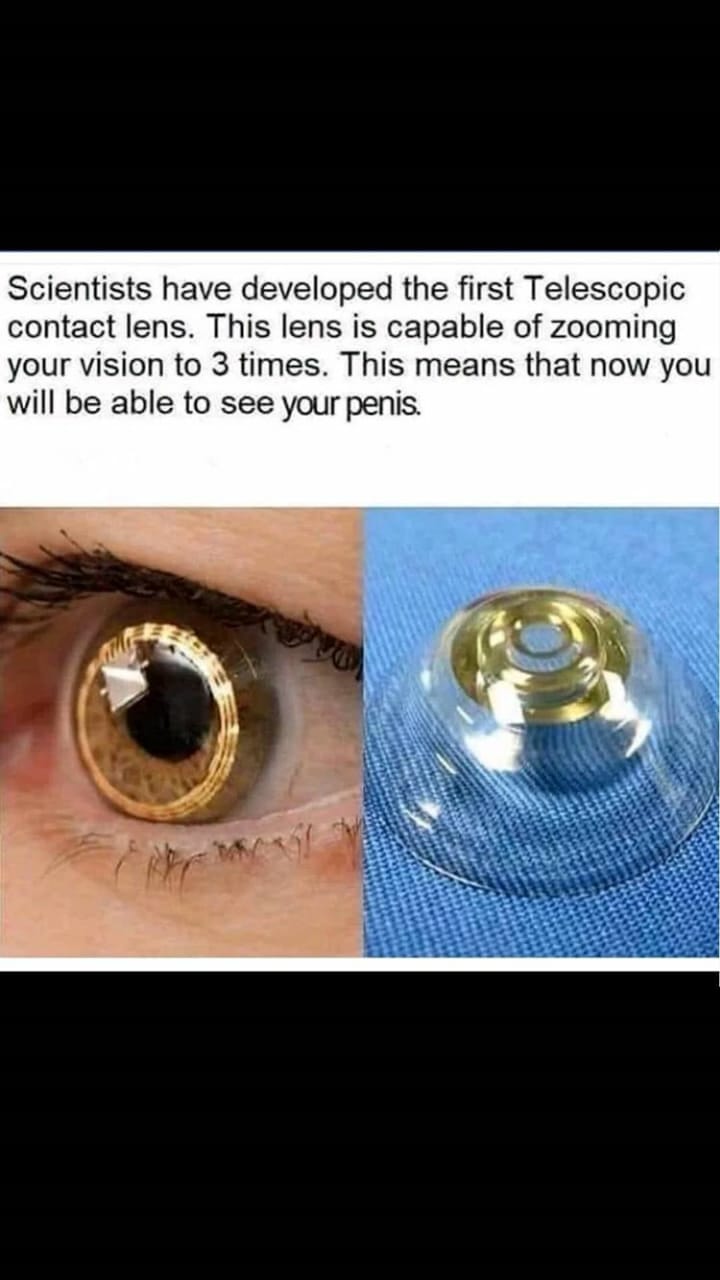 Scientists have developed the first Telescopic
contact lens. This lens is capable of zooming
your vision to 3 times. This means that now you
will be able to see your penis.